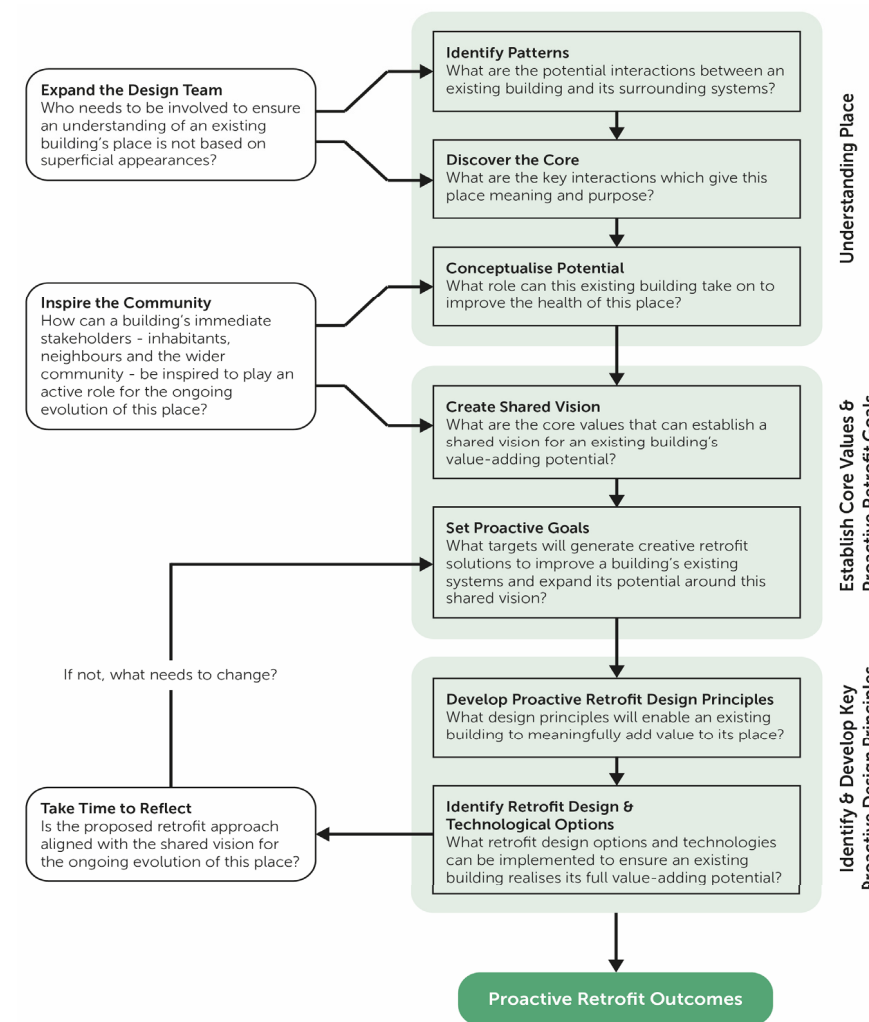 Expand the Design Team
Who needs to be involved to ensure
an understanding of an existing
building's place is not based on
superficial appearances?
Identify Patterns
What are the potential interactions between an
existing building and its surrounding systems?
Discover the Core
What are the key interactions which give this
place meaning and purpose?
Inspire the Community
How can a building's immediate
stakeholders - inhabitants,
neighbours and the wider
community - be inspired to play an
active role for the ongoing
evolution of this place?
Conceptualise Potential
What role can this existing building take on to
improve the health of this place?
Understanding Place
Create Shared Vision
What are the core values that can establish a
shared vision for an existing building's
value-adding potential?
Set Proactive Goals
What targets will generate creative retrofit
solutions to improve a building's existing
systems and expand its potential around this
shared vision?
Establish Core Values &
Proactive Retrofit Goals
If not, what needs to change?
Develop Proactive Retrofit Design Principles
What design principles will enable an existing
building to meaningfully add value to its place?
Take Time to Reflect
Is the proposed retrofit approach
aligned with the shared vision for
the ongoing evolution of this place?
Identify Retrofit Design &
Technological Options
What retrofit design options and technologies
can be implemented to ensure an existing
building realises its full value-adding potential?
Identify & Develop Key
Proactive Design Principles
Proactive Retrofit Outcomes